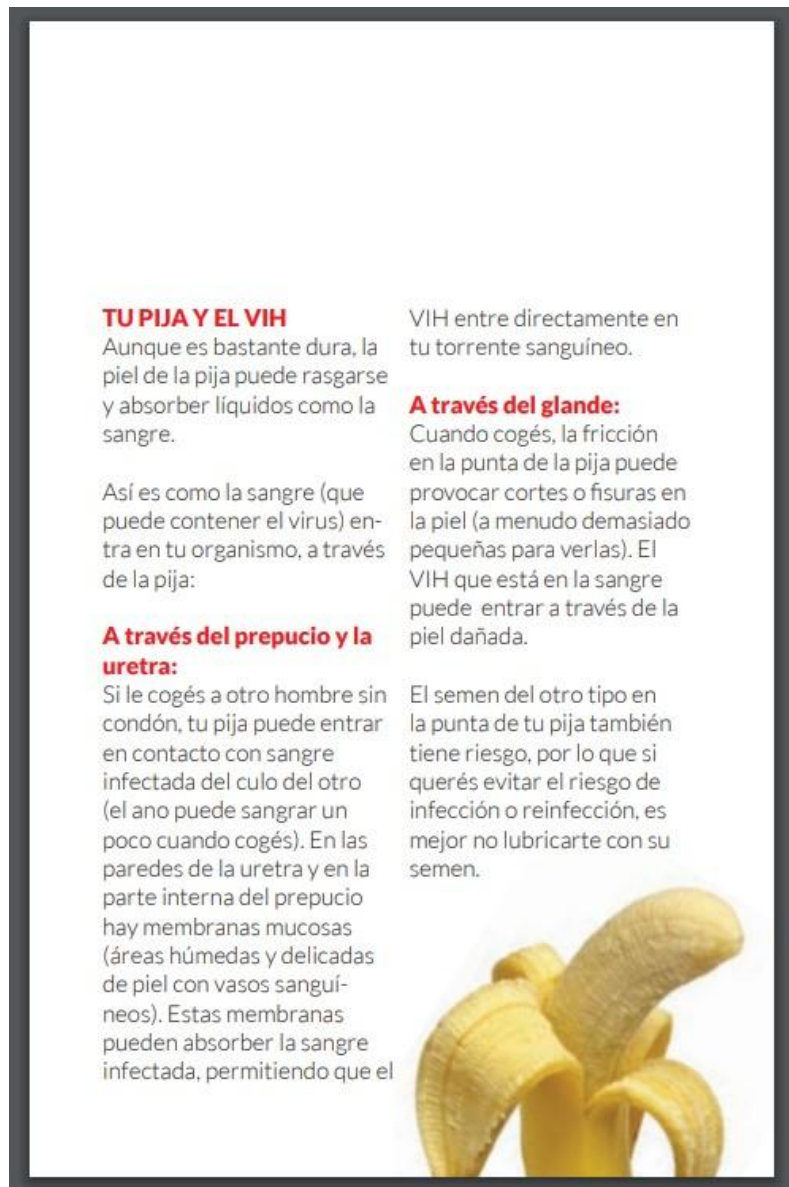 TU PIJA Y EL VIH
Aunque es bastante dura, la
piel de la pija puede rasgarse
y absorber líquidos como la
sangre.
Así es como la sangre (que
puede contener el virus) en-
tra en tu organismo, a través
de la pija:
A través del prepucio y la
uretra:
Si le cogés a otro hombre sin
condón, tu pija puede entrar
en contacto con sangre
infectada del culo del otro
(el ano puede sangrar un
poco cuando cogés). En las
paredes de la uretra y en la
parte interna del prepucio
hay membranas mucosas
(áreas húmedas y delicadas
de piel con vasos sanguí-
neos). Estas membranas
pueden absorber la sangre
infectada, permitiendo que el
VIH entre directamente en
tu torrente sanguíneo.
A través del glande:
Cuando cogés, la fricción
en la punta de la pija puede
provocar cortes o fisuras en
la piel (a menudo demasiado
pequeñas para verlas). El
VIH que está en la sangre
puede entrar a través de la
piel dañada.
El semen del otro tipo en
la punta de tu pija también
tiene riesgo, por lo que si
querés evitar el riesgo de
infección o reinfección, es
mejor no lubricarte con su
semen.